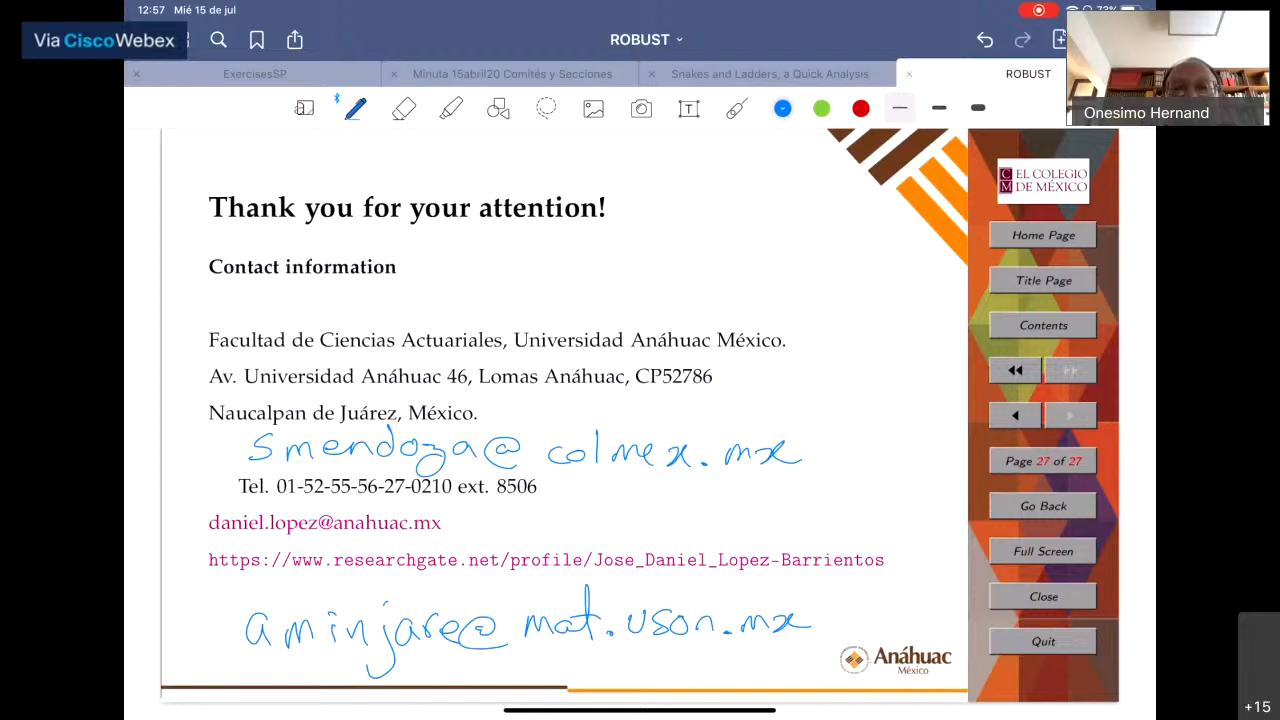 12:57 Mié 15 de jul
73%
Via CiscoWebex
ROBUST
ExercisesSP
Minuta 15abril20 Comités y Secciones
Snakes and Ladders, a Quick Analysis
ROBUST
Onesimo Hernand
T
Thank you for your attention!
Contact information
Facultad de Ciencias Actuariales, Universidad Anáhuac México.
Av. Universidad Anáhuac 46, Lomas Anáhuac, CP52786
Naucalpan de Juárez, México.
smendoza@colmex.mx
Tel. 01-52-55-56-27-0210 ext. 8506
daniel.lopez@anahuac.mx
https://www.researchgate.net/profile/Jose_Daniel_Lopez-Barrientos
aminjare@mat.uson.mx
Anáhuac
México
CM
EL COLEGIO
DE MÉXICO
Home Page
Title Page
Contents
Page 27 of 27
Go Back
Full Screen
Close
Quit
+15